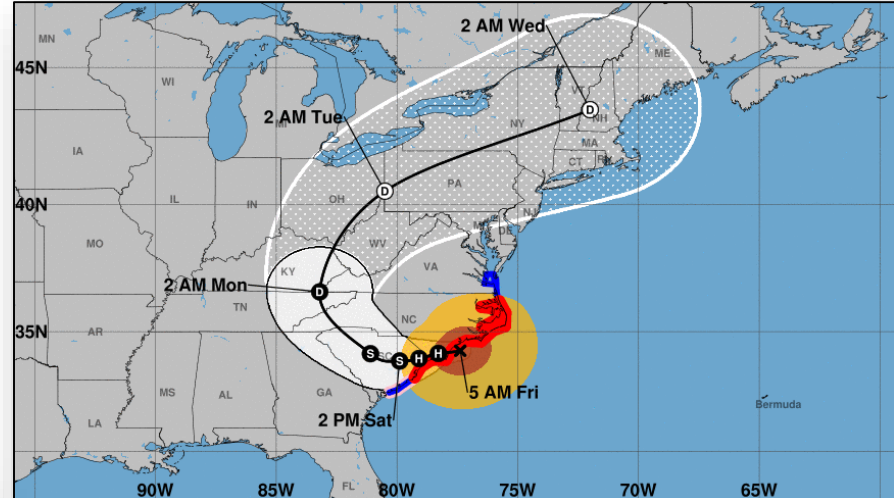 MN
2 AM Wed
ME
45N
WI
VT
2 AM Tue
MI
NY
NH
MA
IA
CT
RI
PA
40N
IL
IN
OH
NJ
MD
DE
MO
WV
KY
VA
2 AM Mon
D
D
D
TN
NC
35N
AR
S
S
H
H
SC
MS
AL
GA
5 AM Fri
2 PM Sat
Bermuda
LA
FL
90W
85W
80W
75W
70W
65W